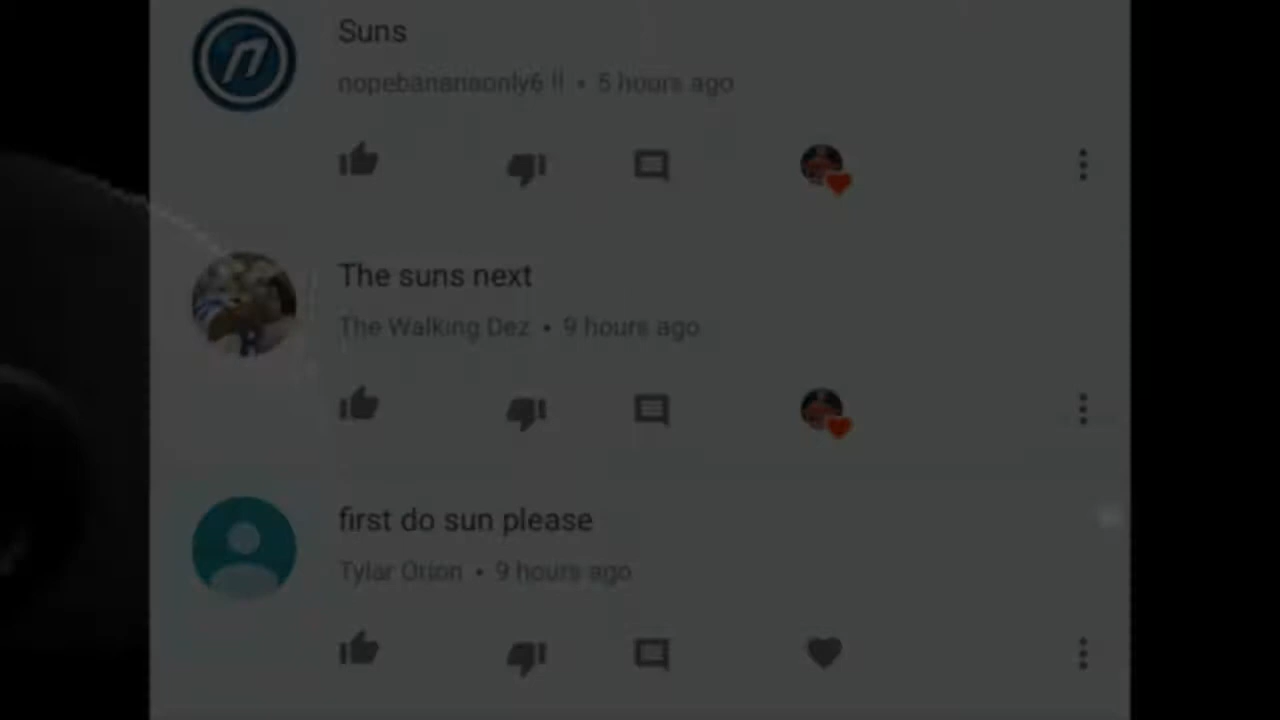 Suns
nopebananaonly6 !! • 5 hours ago
The suns next
The Walking Dez • 9 hours ago
first do sun please
Tylar Orton • 9 hours ago